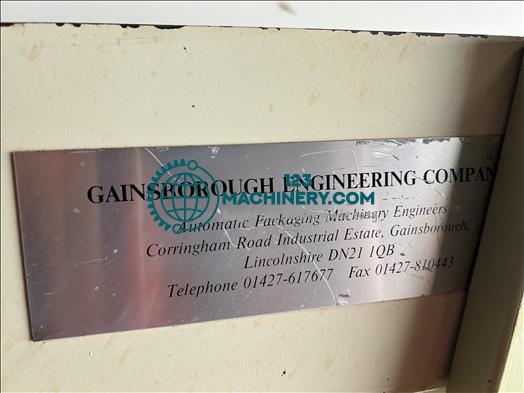 GAINSBOROUGH ENGINEERING COMPAN
123
MACHINERY.COM
Automatic Packaging Machinery Engineers
Corringham Road Industrial Estate, Gainsborough,
Lincolnshire DN21 1QB
Telephone 01427-617677 Fax 01427-810443